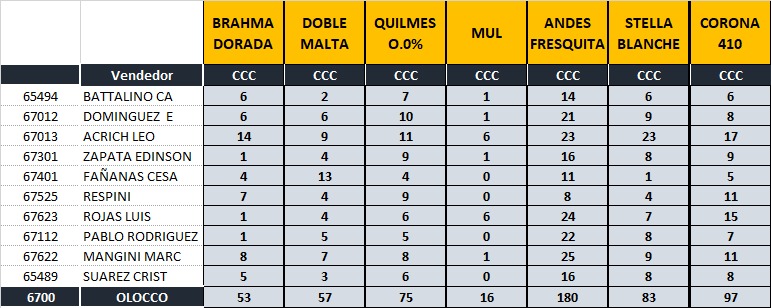 BRAHMA DORADA DOBLE MALTA QUILMES O.0% MUL ANDES FRESQUITA STELLA BLANCHE CORONA 410
Vendedor CCC CCC CCC CCC CCC CCC CCC
65494 BATTALINO CA 6 2 7 1 14 6 6
67012 DOMINGUEZ E 6 6 10 1 21 9 8
67013 ACRICH LEO 14 9 11 6 23 23 17
67301 ZAPATA EDINSON 1 4 9 1 16 8 9
67401 FAÑANAS CESA 4 13 4 0 11 1 5
67525 RESPINI 7 4 9 0 8 4 11
67623 ROJAS LUIS 1 4 6 6 24 7 15
67112 PABLO RODRIGUEZ 1 5 5 0 22 8 7
67622 MANGINI MARC 8 7 8 1 25 9 11
65489 SUAREZ CRIST 5 3 6 0 16 8 8
6700 OLOCCO 53 57 75 16 180 83 97